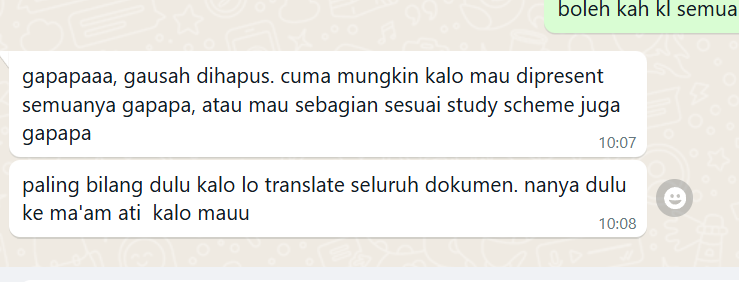 boleh kah kl semua
gapapaaa, gausah dihapus. cuma mungkin kalo mau dipresent
semuanya gapapa, atau mau sebagian sesuai study scheme juga
gapapa
10:07
paling bilang dulu kalo lo translate seluruh dokumen. nanya dulu
ke ma'am ati kalo mauu
10:08